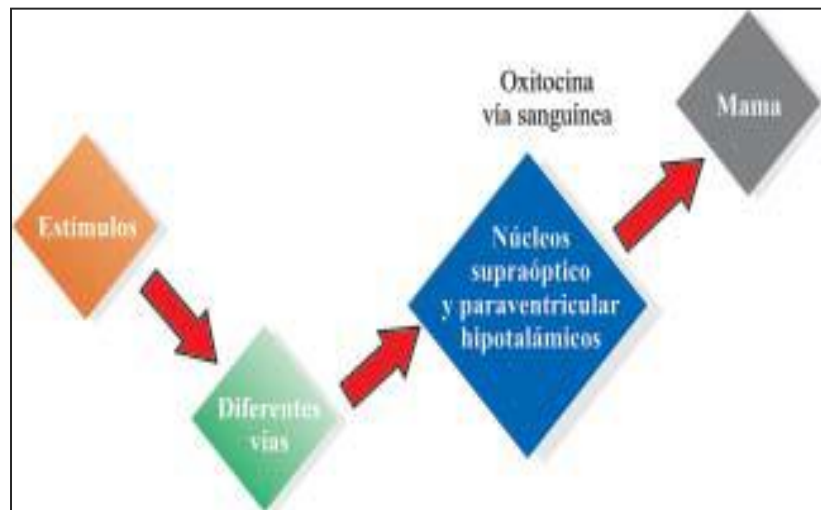 Estímulos
Diferentes
vías
Núcleos
supraóptico
y paraventricular
hipotalámicos
Oxitocina
vía sanguínea
Mama